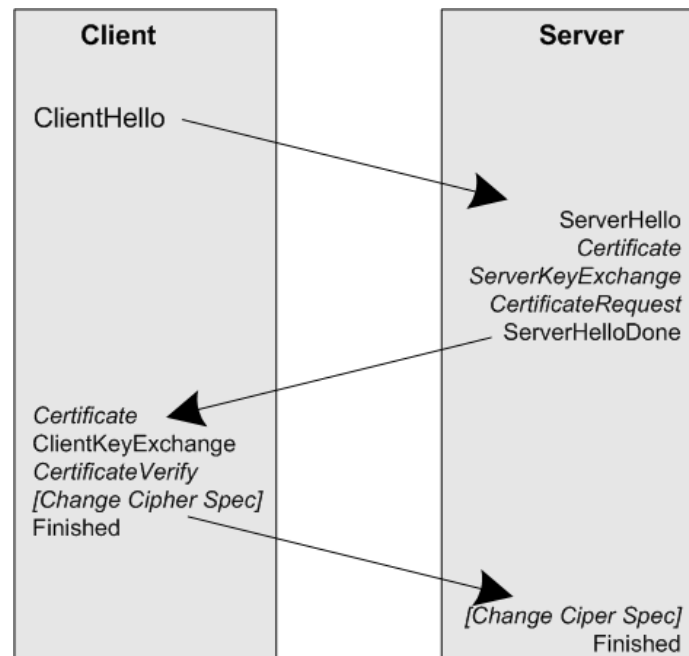 Client
Server
ClientHello
ServerHello
Certificate
ServerKeyExchange
CertificateRequest
ServerHelloDone
Certificate
ClientKeyExchange
CertificateVerify
[Change Cipher Spec]
Finished
[Change Ciper Spec]
Finished